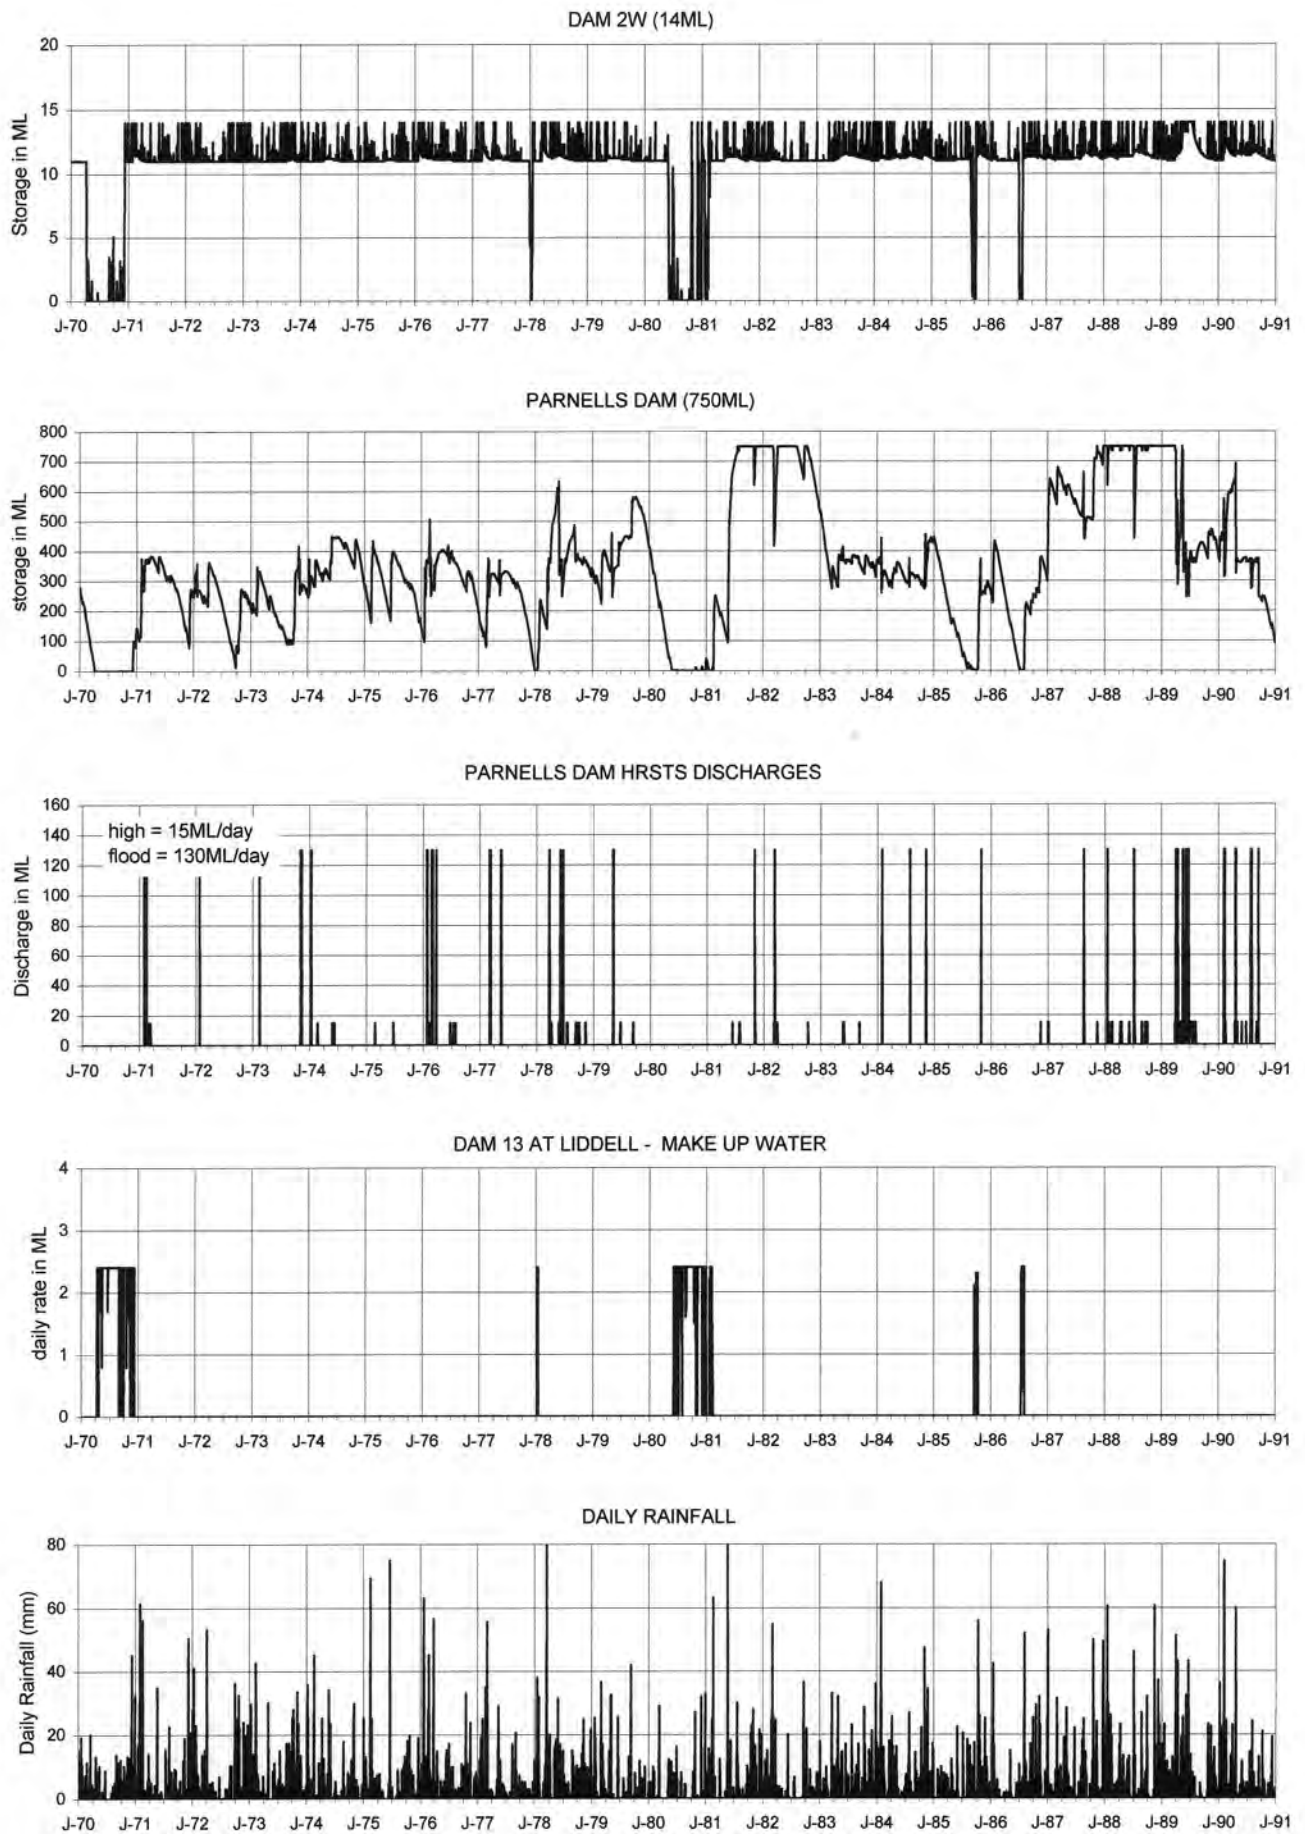 DAM 2W (14ML)
Storage in ML
20
15
10
5
0
J-70 J-71 J-72 J-73 J-74 J-75 J-76 J-77 J-78 J-79 J-80 J-81 J-82 J-83 J-84 J-85 J-86 J-87 J-88 J-89 J-90 J-91
PARNELLS DAM (750ML)
storage in ML
800
700
600
500
400
300
200
100
0
J-70 J-71 J-72 J-73 J-74 J-75 J-76 J-77 J-78 J-79 J-80 J-81 J-82 J-83 J-84 J-85 J-86 J-87 J-88 J-89 J-90 J-91
PARNELLS DAM HRSTS DISCHARGES
Discharge in ML
160
140
120
100
80
60
40
20
0
high = 15ML/day
flood = 130ML/day
J-70 J-71 J-72 J-73 J-74 J-75 J-76 J-77 J-78 J-79 J-80 J-81 J-82 J-83 J-84 J-85 J-86 J-87 J-88 J-89 J-90 J-91
DAM 13 AT LIDDELL - MAKE UP WATER
daily rate in ML
4
3
2
1
0
J-70 J-71 J-72 J-73 J-74 J-75 J-76 J-77 J-78 J-79 J-80 J-81 J-82 J-83 J-84 J-85 J-86 J-87 J-88 J-89 J-90 J-91
DAILY RAINFALL
Daily Rainfall (mm)
80
60
40
20
0
J-70 J-71 J-72 J-73 J-74 J-75 J-76 J-77 J-78 J-79 J-80 J-81 J-82 J-83 J-84 J-85 J-86 J-87 J-88 J-89 J-90 J-91